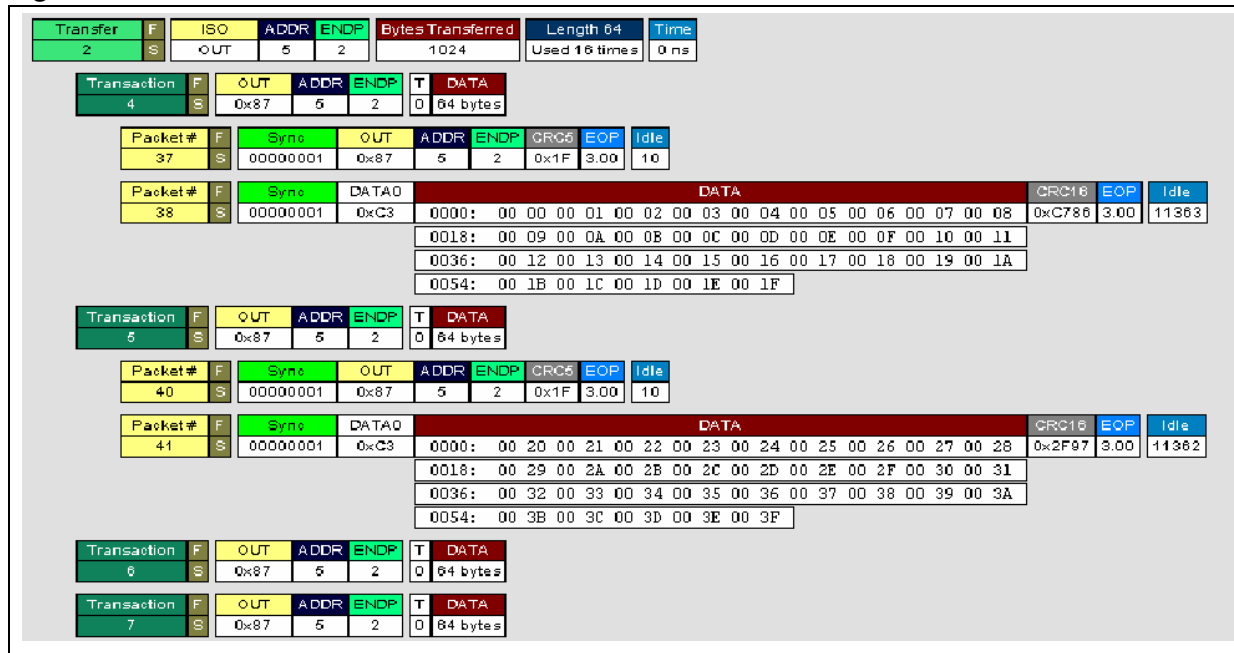 Transfer F ISO ADDR ENDP Bytes Transferred Length 64 Time
2 S OUT 5 2 1024 Used 16 times 0 ns
Transaction F OUT ADDR ENDP T DATA
4 S 0x87 5 2 0 64 bytes
Packet# F Sync OUT ADDR ENDP CRC5 EOP Idle
37 S 00000001 0x87 5 2 0x1F 3.00 10
Packet# F Sync DATA0 DATA CRC16 EOP Idle
38 S 00000001 0xC3 0000: 00 00 00 01 00 02 00 03 00 04 00 05 00 06 00 07 00 08 0xC786 3.00 11363
0018: 00 09 00 0A 00 0B 00 0C 00 0D 00 0E 00 0F 00 10 00 11
0036: 00 12 00 13 00 14 00 15 00 16 00 17 00 18 00 19 00 1A
0054: 00 1B 00 1C 00 1D 00 1E 00 1F
Transaction F OUT ADDR ENDP T DATA
5 S 0x87 5 2 0 64 bytes
Packet# F Sync OUT ADDR ENDP CRC5 EOP Idle
40 S 00000001 0x87 5 2 0x1F 3.00 10
Packet# F Sync DATA0 DATA CRC16 EOP Idle
41 S 00000001 0xC3 0000: 00 20 00 21 00 22 00 23 00 24 00 25 00 26 00 27 00 28 0x2F97 3.00 11362
0018: 00 29 00 2A 00 2B 00 2C 00 2D 00 2E 00 2F 00 30 00 31
0036: 00 32 00 33 00 34 00 35 00 36 00 37 00 38 00 39 00 3A
0054: 00 3B 00 3C 00 3D 00 3E 00 3F
Transaction F OUT ADDR ENDP T DATA
6 S 0x87 5 2 0 64 bytes
Transaction F OUT ADDR ENDP T DATA
7 S 0x87 5 2 0 64 bytes